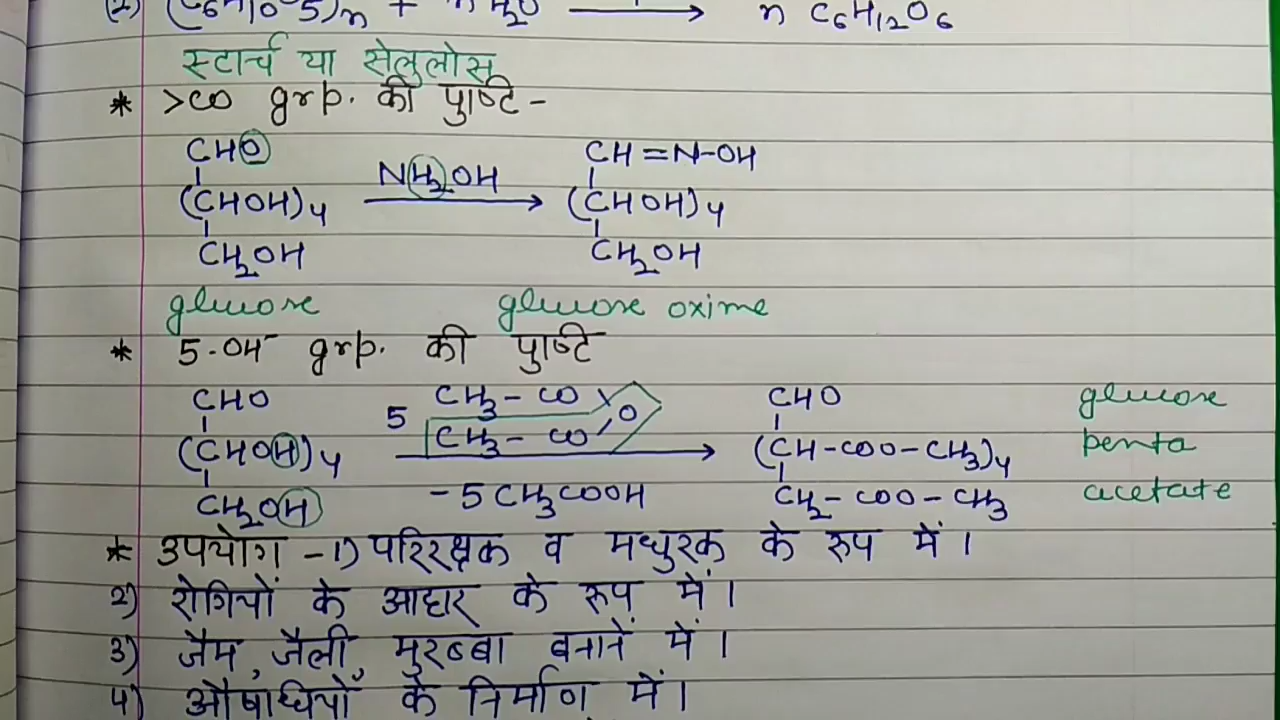 (2) (C6H10O5)n + n H2O ⟶ n C6H12O6
स्टार्च या सेलुलोस
* >CO grp. की पुष्टि -
CHO CH=N-OH
(CHOH)4 NH2OH ⟶ (CHOH)4
CH2OH CH2OH
glucose glucose oxime
* 5-OH grp. की पुष्टि
CHO 5 CH3-CO CHO glucose
(CHOH)4 CH3-CO O ⟶ (CH-COO-CH3)4 penta
CH2OH -5CH3COOH CH2-COO-CH3 acetate
* उपयोग - 1) परिरक्षक व मधुरक के रूप में।
2) रोगियों के आहार के रूप में।
3) जैम, जैली, मुरब्बा बनाने में।
4) औषधियों के निर्माण में।